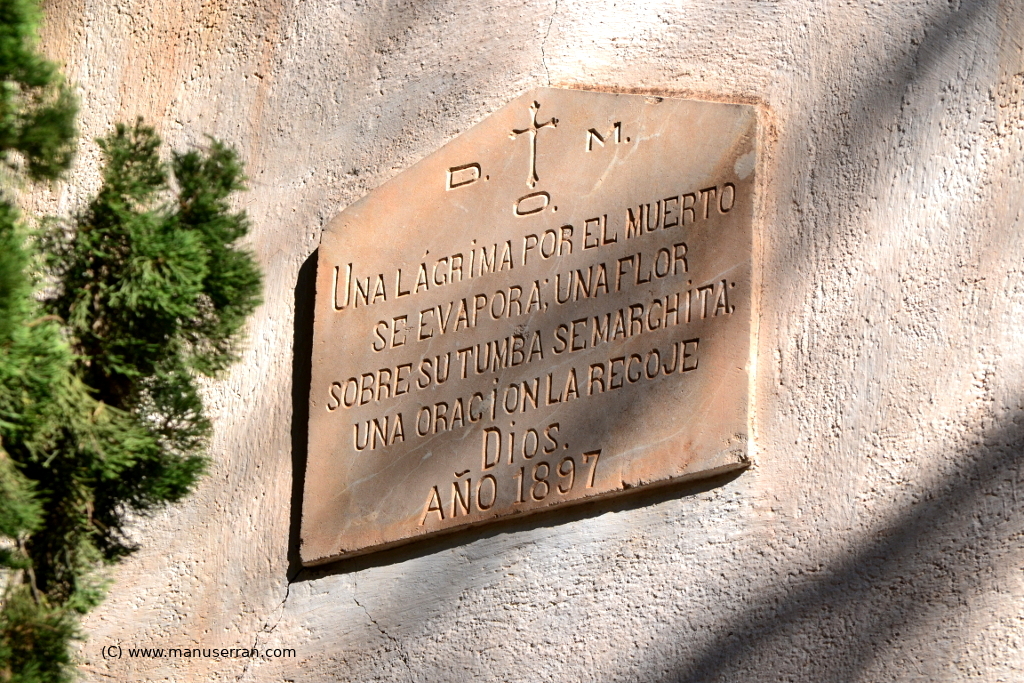 D. M.
O.
UNA LÁGRIMA POR EL MUERTO
SE EVAPORA; UNA FLOR
SOBRE SU TUMBA SE MARCHITA;
UNA ORACIÓN LA RECOJE
DIOS.
AÑO 1897
(C) www.manuserran.com